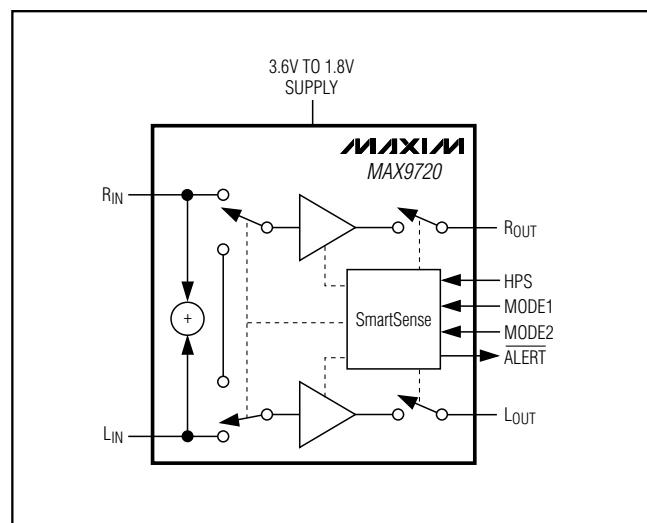 3.6V TO 1.8V
SUPPLY
MAXIM
MAX9720
RIN
ROUT
HPS
MODE1
+
SmartSense
MODE2
ALERT
LIN
LOUT